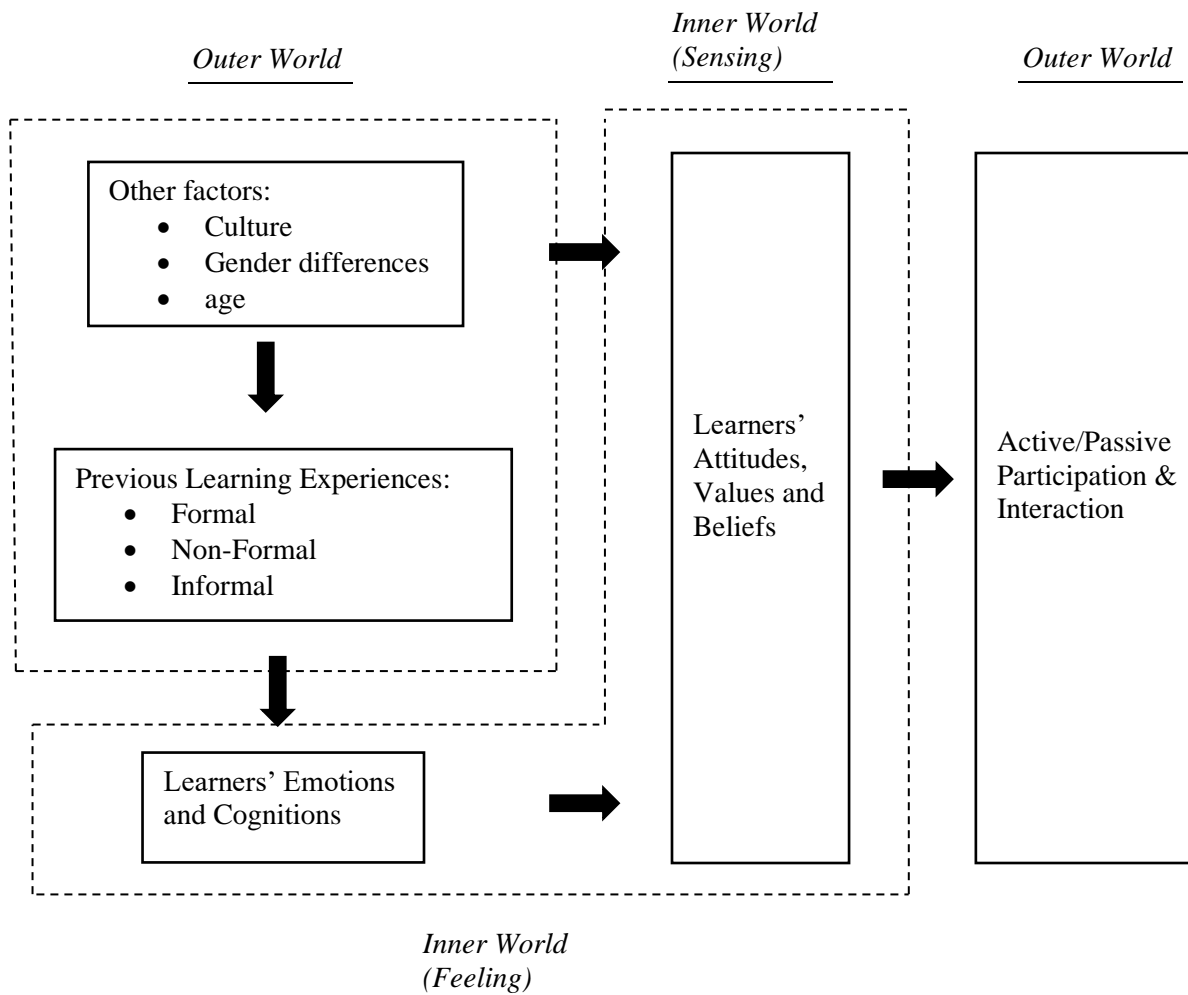 Outer World
Inner World
(Sensing)
Outer World
Other factors:
• Culture
• Gender differences
• age
Previous Learning Experiences:
• Formal
• Non-Formal
• Informal
Learners’ Emotions
and Cognitions
Learners’
Attitudes,
Values and
Beliefs
Active/Passive
Participation &
Interaction
Inner World
(Feeling)